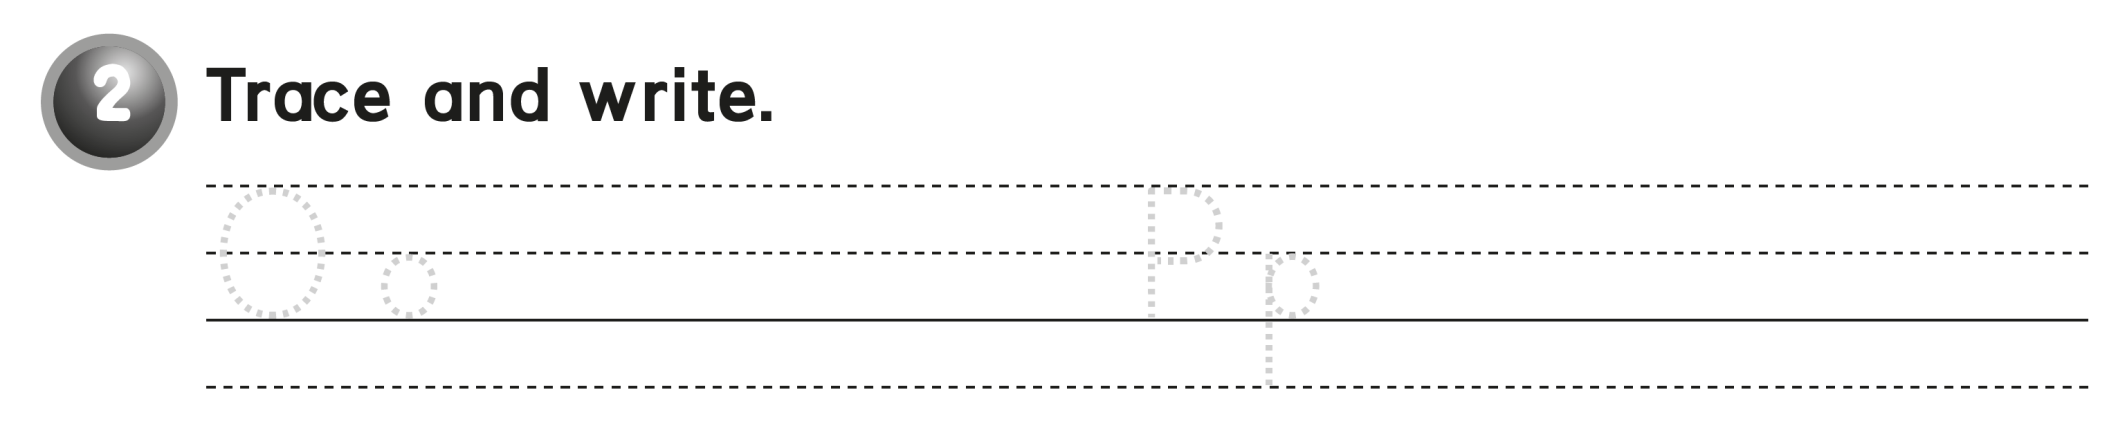 2 Trace and write.
O o P p